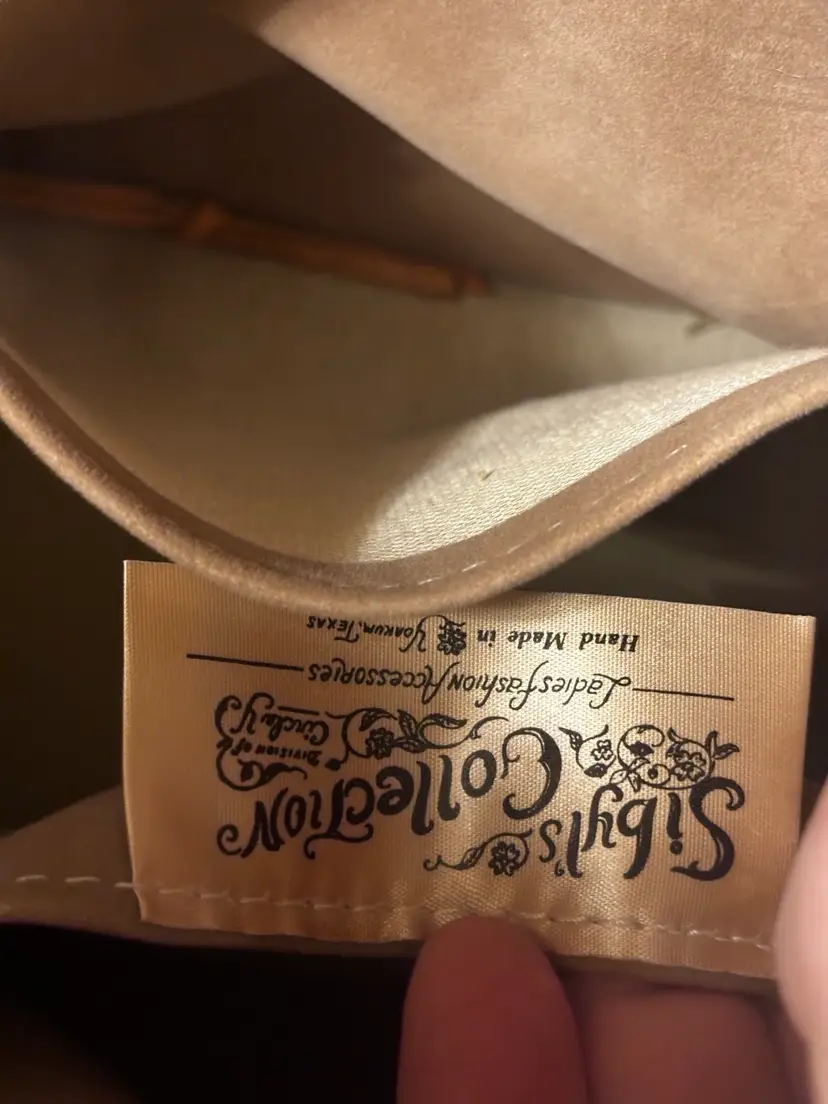 Sibyl's
Collection
Division of
Circle Y
Ladies Fashion Accessories
Hand Made in Yoakum, Texas